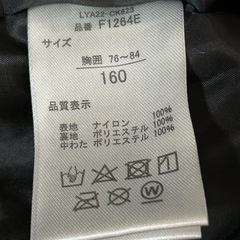 LYA22-CK623
品番 F1264E
サイズ
胸囲 76~84
160
品質表示
表地 ナイロン 100%
裏地 ポリエステル 100%
中わた ポリエステル 100%